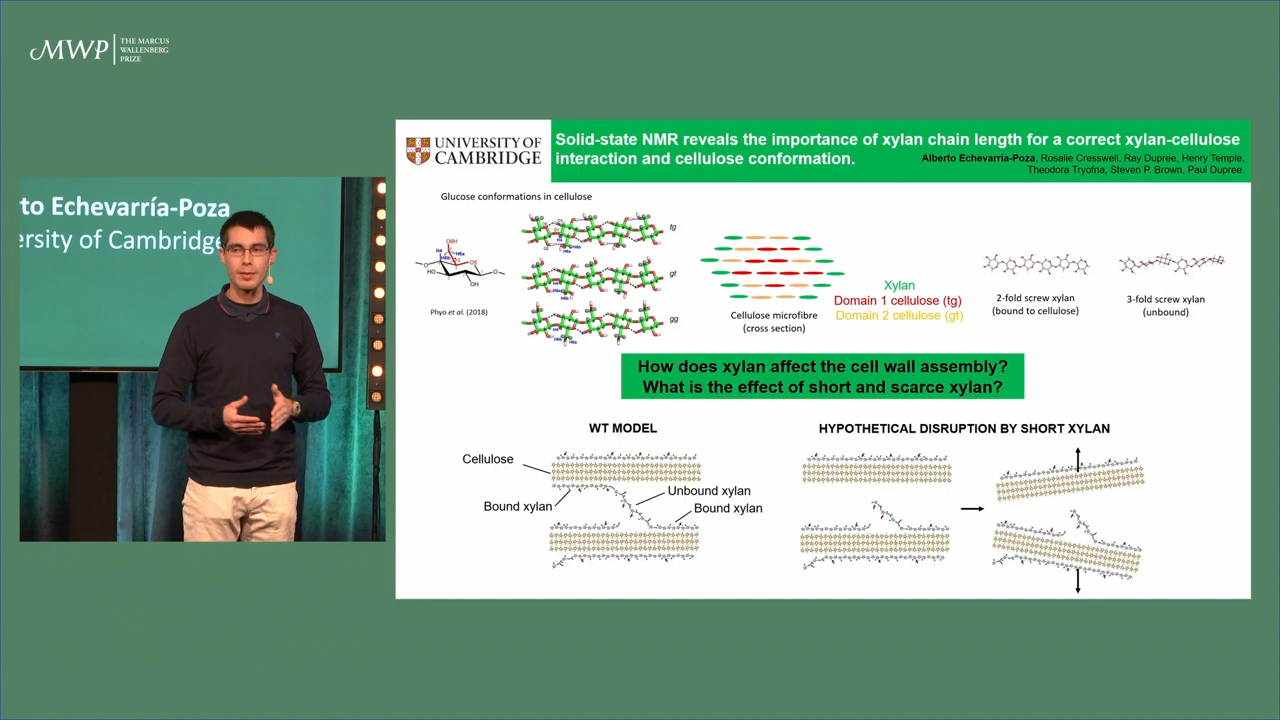 MWP
THE MARCUS
WALLENBERG
PRIZE
to Echevarría-Poza
ersity of Cambridge
UNIVERSITY OF
CAMBRIDGE
Solid-state NMR reveals the importance of xylan chain length for a correct xylan-cellulose
interaction and cellulose conformation.
Alberto Echevarría-Poza, Rosalie Cresswell, Ray Dupree, Henry Temple,
Theodora Tryofna, Steven P. Brown, Paul Dupree.
Glucose conformations in cellulose
tg
gt
gg
Phyo et al. (2018)
Xylan
Domain 1 cellulose (tg)
Domain 2 cellulose (gt)
Cellulose microfibre
(cross section)
2-fold screw xylan
(bound to cellulose)
3-fold screw xylan
(unbound)
How does xylan affect the cell wall assembly?
What is the effect of short and scarce xylan?
WT MODEL
HYPOTHETICAL DISRUPTION BY SHORT XYLAN
Cellulose
Bound xylan
Unbound xylan
Bound xylan